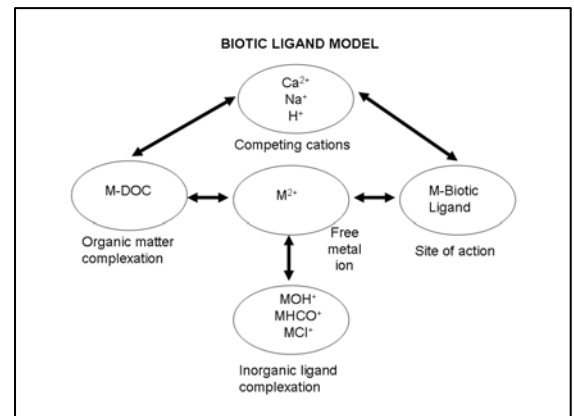 BIOTIC LIGAND MODEL
Ca²⁺
Na⁺
H⁺
Competing cations
M-DOC
Organic matter
complexation
M²⁺
Free
metal
ion
M-Biotic
Ligand
Site of action
MOH⁺
MHCO⁺
MCl⁺
Inorganic ligand
complexation